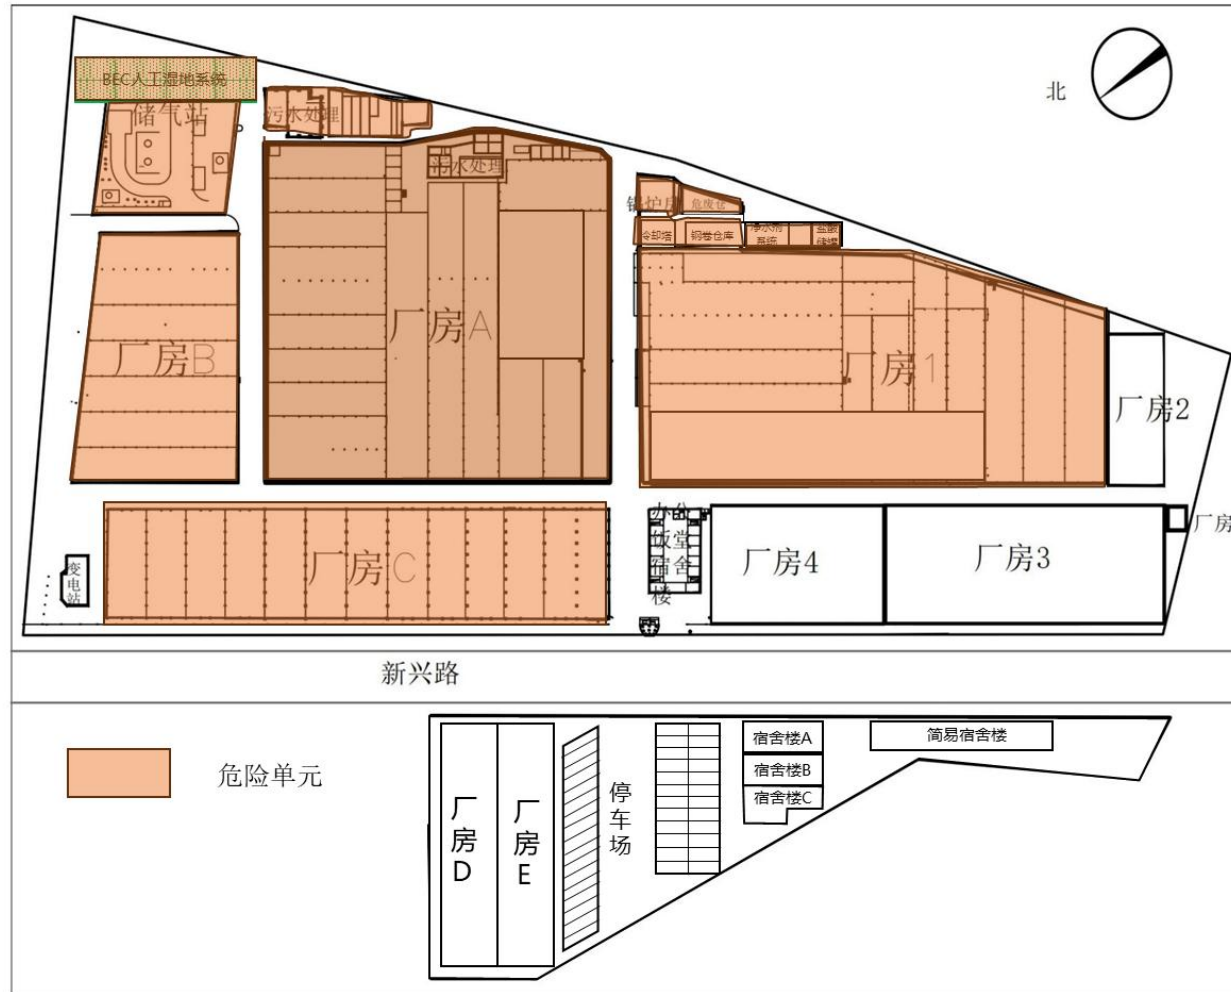 北
BEC人工湿地系统
储气站
污水处理
污水处理
锅炉房
危废仓
冷却塔
钢卷仓库
净水剂
系统
盐酸
储罐
厂房A
厂房B
厂房1
厂房2
办公
饭堂
宿舍
楼
厂房
厂房4
厂房3
厂房C
变
电
站
新兴路
危险单元
宿舍楼A
宿舍楼B
宿舍楼C
简易宿舍楼
停
车
场
厂
房
D
厂
房
E